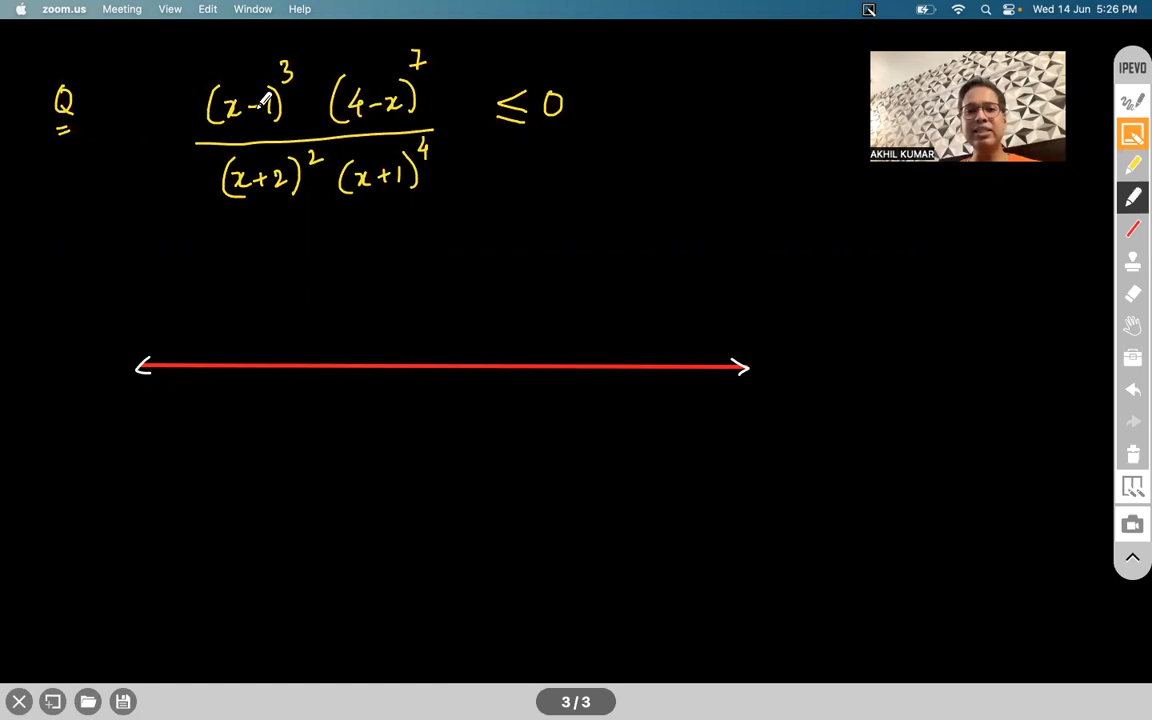 zoom.us Meeting View Edit Window Help Wed 14 Jun 5:26 PM
IPEVO
Q (x-1)³ (4-x)⁷ ≤ 0
(x+2)² (x+1)⁴
AKHIL KUMAR
3/3